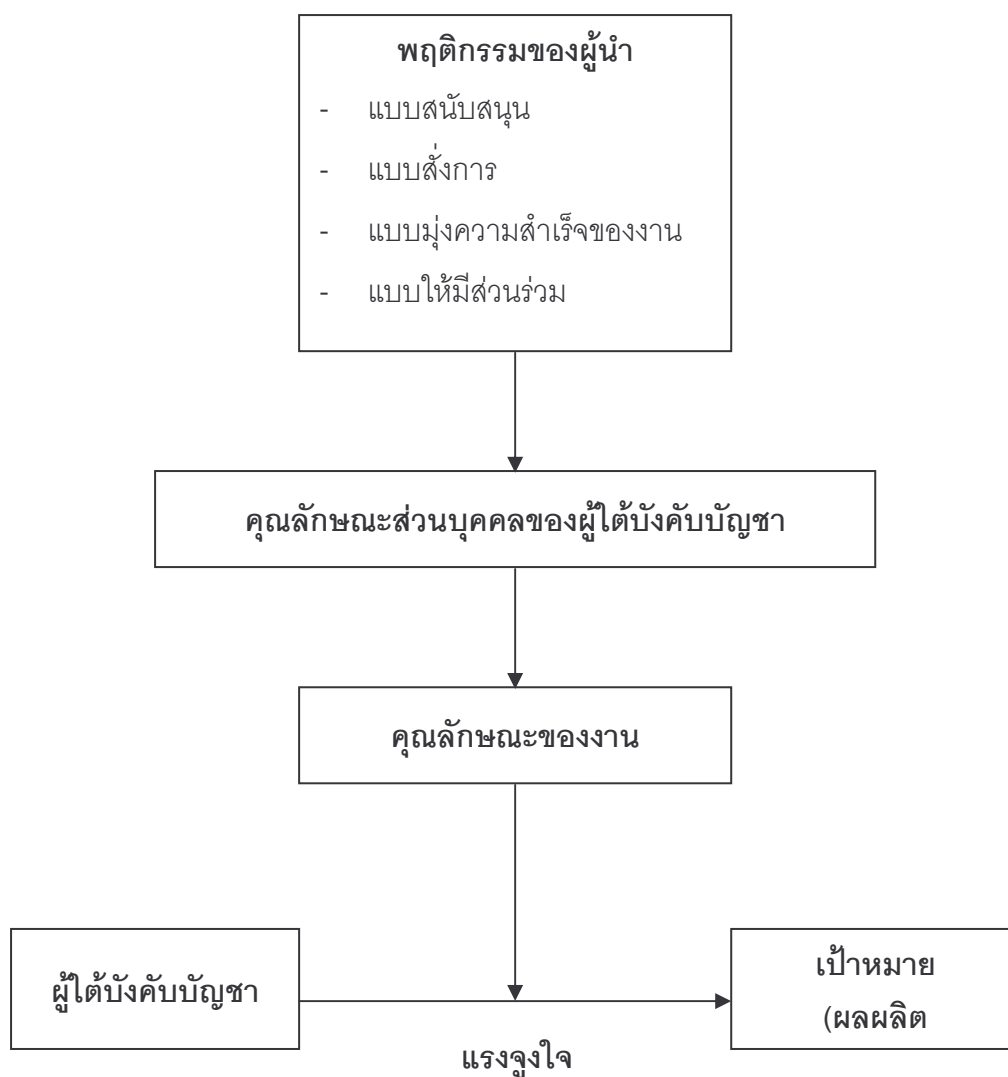 พฤติกรรมของผู้นำ
- แบบสนับสนุน
- แบบสั่งการ
- แบบมุ่งความสำเร็จของงาน
- แบบให้มีส่วนร่วม
คุณลักษณะส่วนบุคคลของผู้ใต้บังคับบัญชา
คุณลักษณะของงาน
ผู้ใต้บังคับบัญชา
เป้าหมาย
(ผลผลิต
แรงจูงใจ